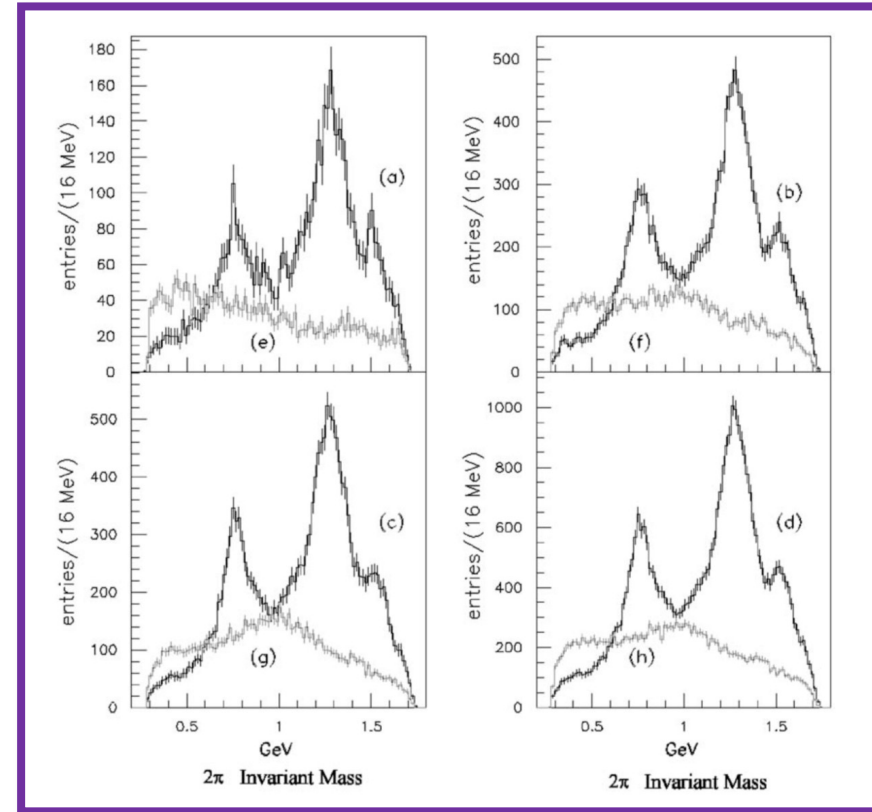 entries/(16 MeV)
180
160
140
120
100
80
60
40
20
0
(a)
(e)
entries/(16 MeV)
500
400
300
200
100
0
(b)
(f)
entries/(16 MeV)
500
400
300
200
100
0
(c)
(g)
0.5
1
1.5
GeV
2π Invariant Mass
entries/(16 MeV)
1000
800
600
400
200
0
(d)
(h)
0.5
1
1.5
GeV
2π Invariant Mass